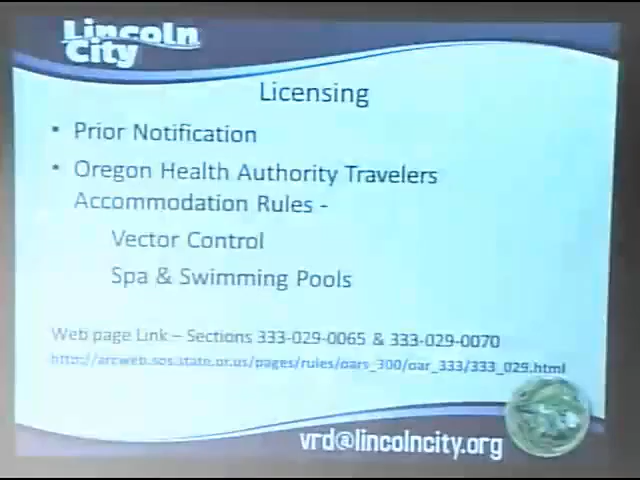 Lincoln
City
Licensing
• Prior Notification
• Oregon Health Authority Travelers
Accommodation Rules -
Vector Control
Spa & Swimming Pools
Web page Link – Sections 333-029-0065 & 333-029-0070
http://arcweb.sos.state.or.us/pages/rules/oars_300/oar_333/333_029.html
vrd@lincolncity.org